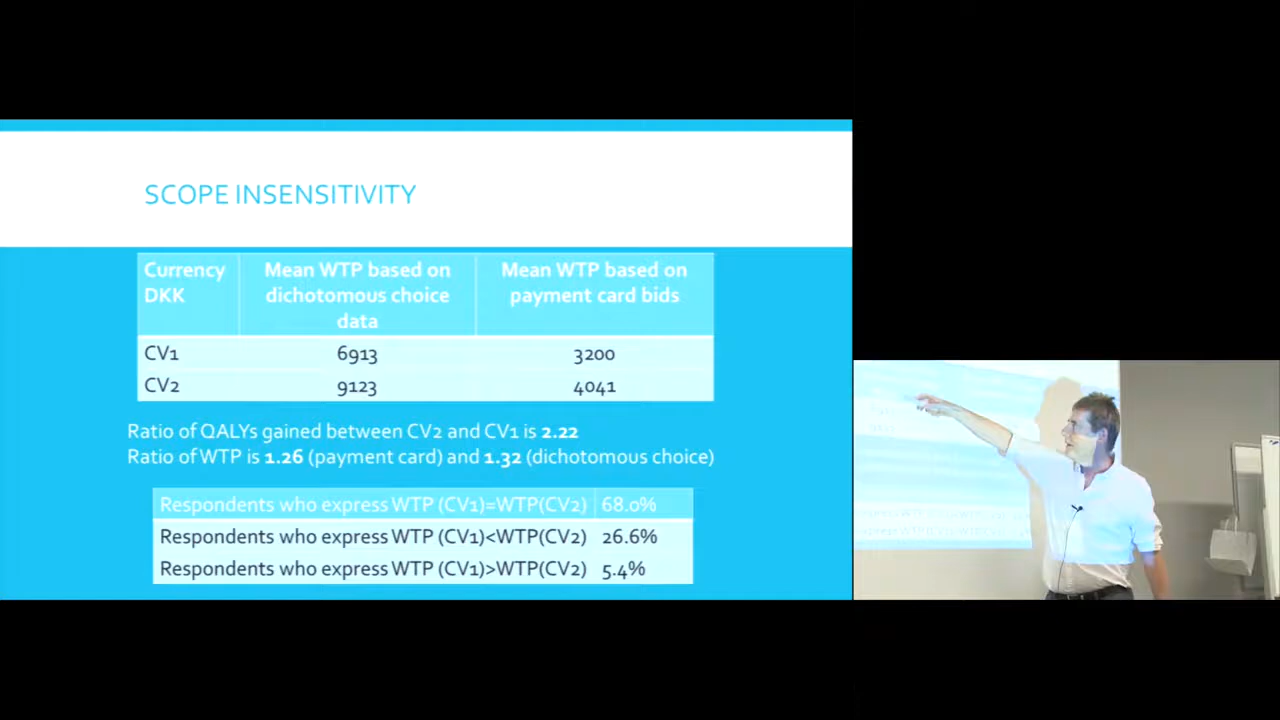 SCOPE INSENSITIVITY
Currency DKK
Mean WTP based on dichotomous choice data
Mean WTP based on payment card bids
CV1 6913 3200
CV2 9123 4041
Ratio of QALYs gained between CV2 and CV1 is 2.22
Ratio of WTP is 1.26 (payment card) and 1.32 (dichotomous choice)
Respondents who express WTP (CV1)=WTP(CV2) 68.0%
Respondents who express WTP (CV1)<WTP(CV2) 26.6%
Respondents who express WTP (CV1)>WTP(CV2) 5.4%